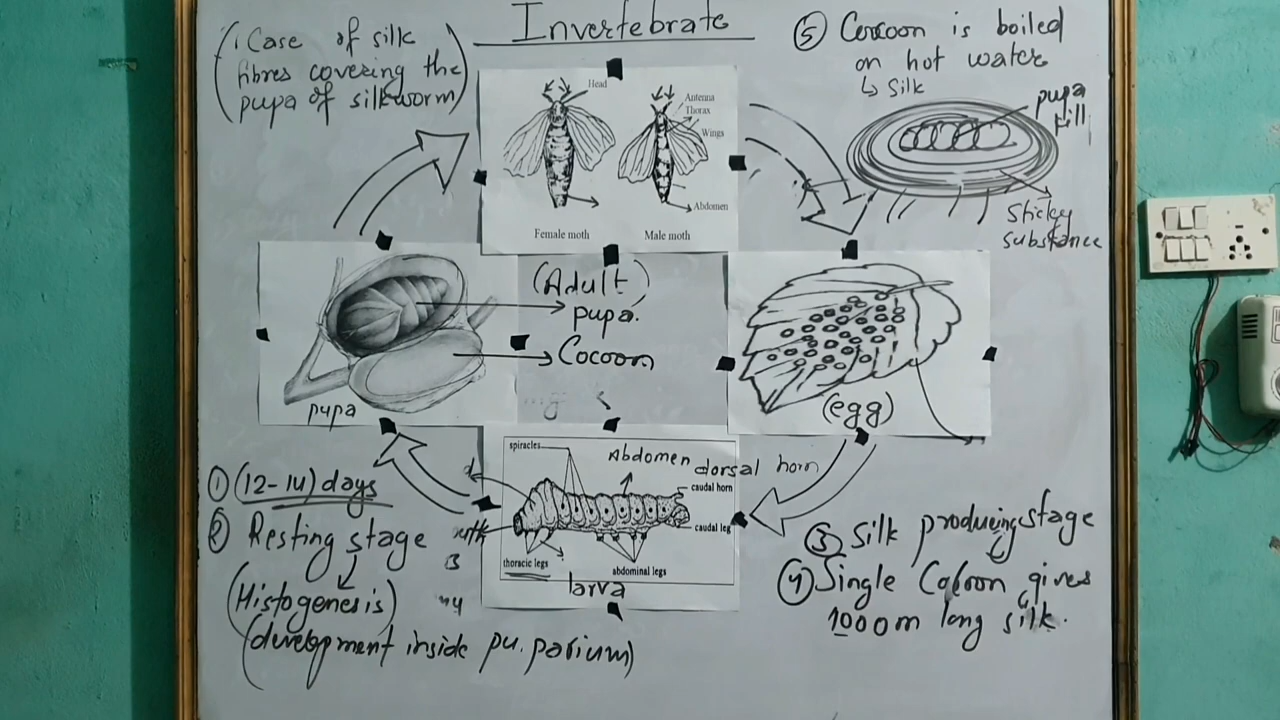 Invertebrate
(Case of silk
fibres covering the
pupa of silkworm)
⑤ Cocoon is boiled
on hot water
↳ Silk
pupa
kill
Sticky
substance
Head
Antenna
Thorax
Wings
Abdomen
Female moth
Male moth
(Adult)
pupa.
Cocoon
pupa
(egg)
spiracles
Abdomen
dorsal horn
caudal horn
caudal leg
thoracic legs
abdominal legs
larva
① (12-14) days
② Resting stage
(Histogenesis)
(development inside pu. parium)
③ Silk producing stage
④ Single Cocoon gives
1000m long silk.